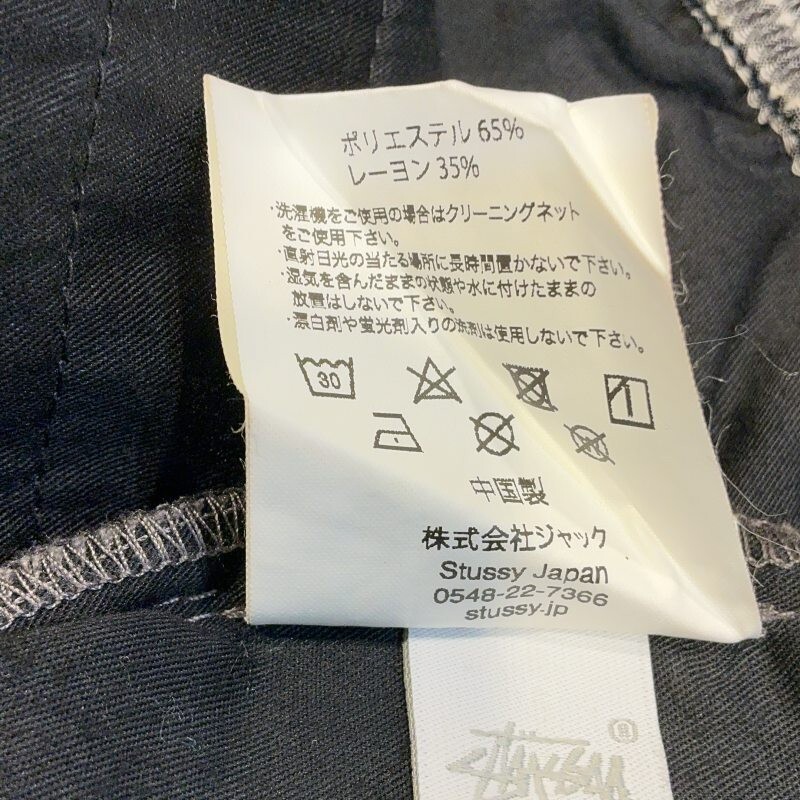 ポリエステル 65%
レーヨン 35%
・洗濯機をご使用の場合はクリーニングネット
をご使用下さい。
・直射日光の当たる場所に長時間置かないで下さい。
・湿気を含んだままの状態や水に付けたままの
放置はしないで下さい。
・漂白剤や蛍光剤入りの洗剤は使用しないで下さい。
30
中国製
株式会社ジャック
Stussy Japan
0548-22-7366
stussy.jp
Stussy